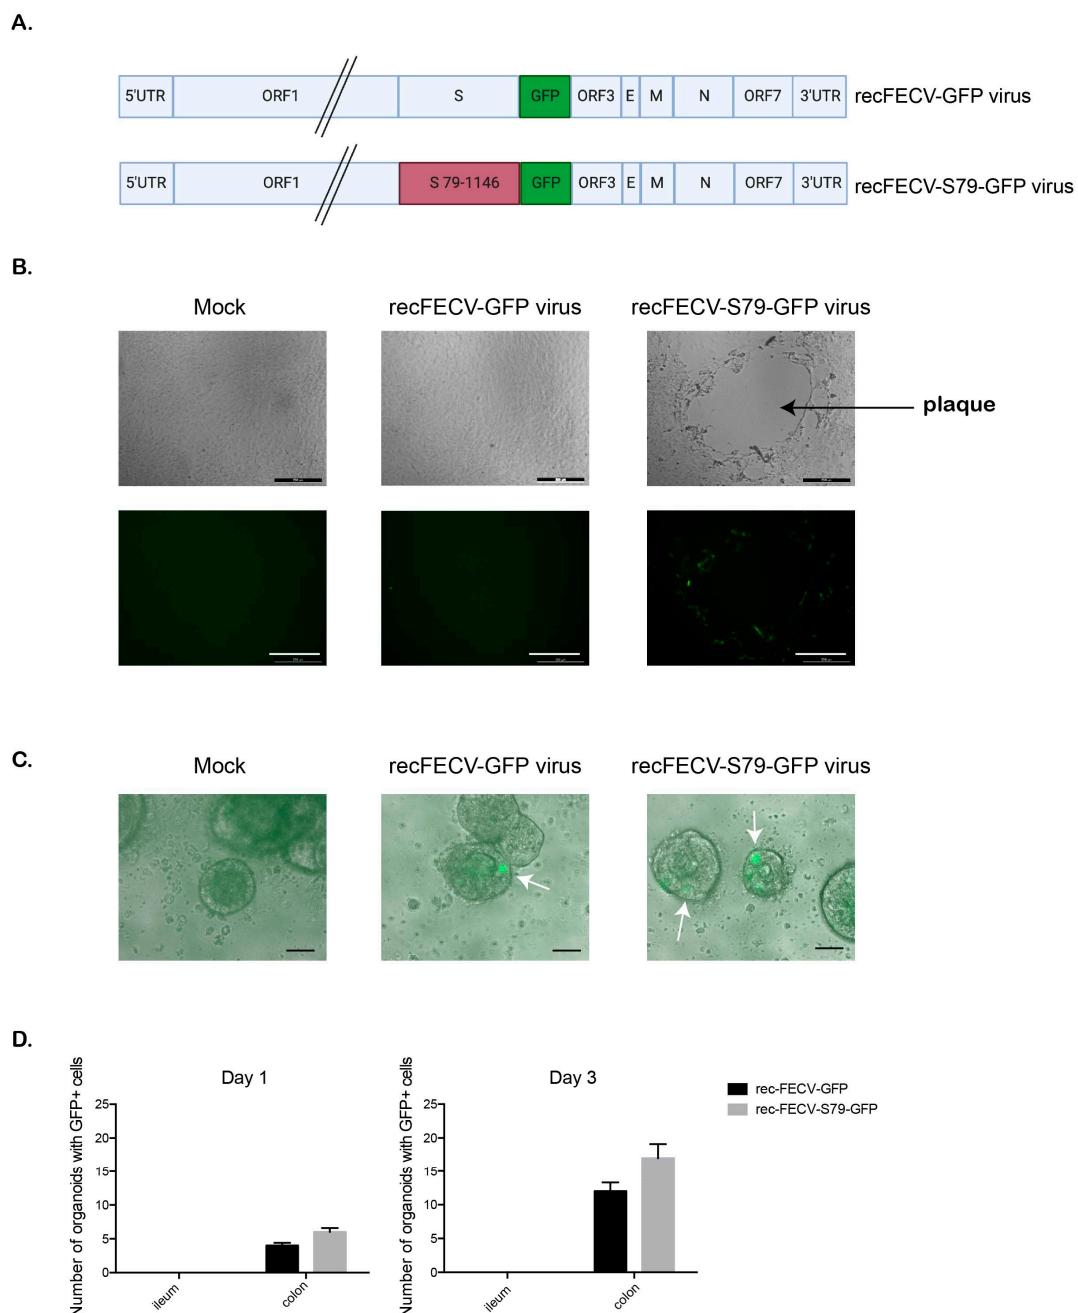 A.
5'UTR ORF1 S GFP ORF3 E M N ORF7 3'UTR recFECV-GFP virus
5'UTR ORF1 S 79-1146 GFP ORF3 E M N ORF7 3'UTR recFECV-S79-GFP virus
B.
Mock recFECV-GFP virus recFECV-S79-GFP virus
plaque
C.
Mock recFECV-GFP virus recFECV-S79-GFP virus
D.
Day 1
Number of organoids with GFP+ cells
25
20
15
10
5
0
ileum colon
Day 3
Number of organoids with GFP+ cells
25
20
15
10
5
0
ileum colon
rec-FECV-GFP
rec-FECV-S79-GFP